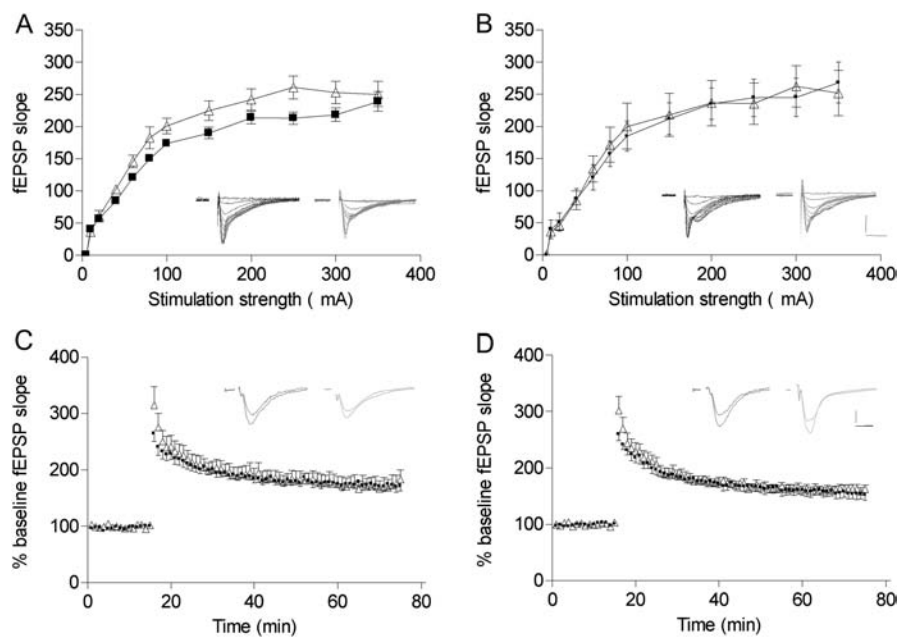 A
350
300
250
200
150
100
50
0
fEPSP slope
0 100 200 300 400
Stimulation strength ( mA)
B
350
300
250
200
150
100
50
0
fEPSP slope
0 100 200 300 400
Stimulation strength ( mA)
C
400
300
200
100
0
% baseline fEPSP slope
0 20 40 60 80
Time (min)
D
400
300
200
100
0
% baseline fEPSP slope
0 20 40 60 80
Time (min)